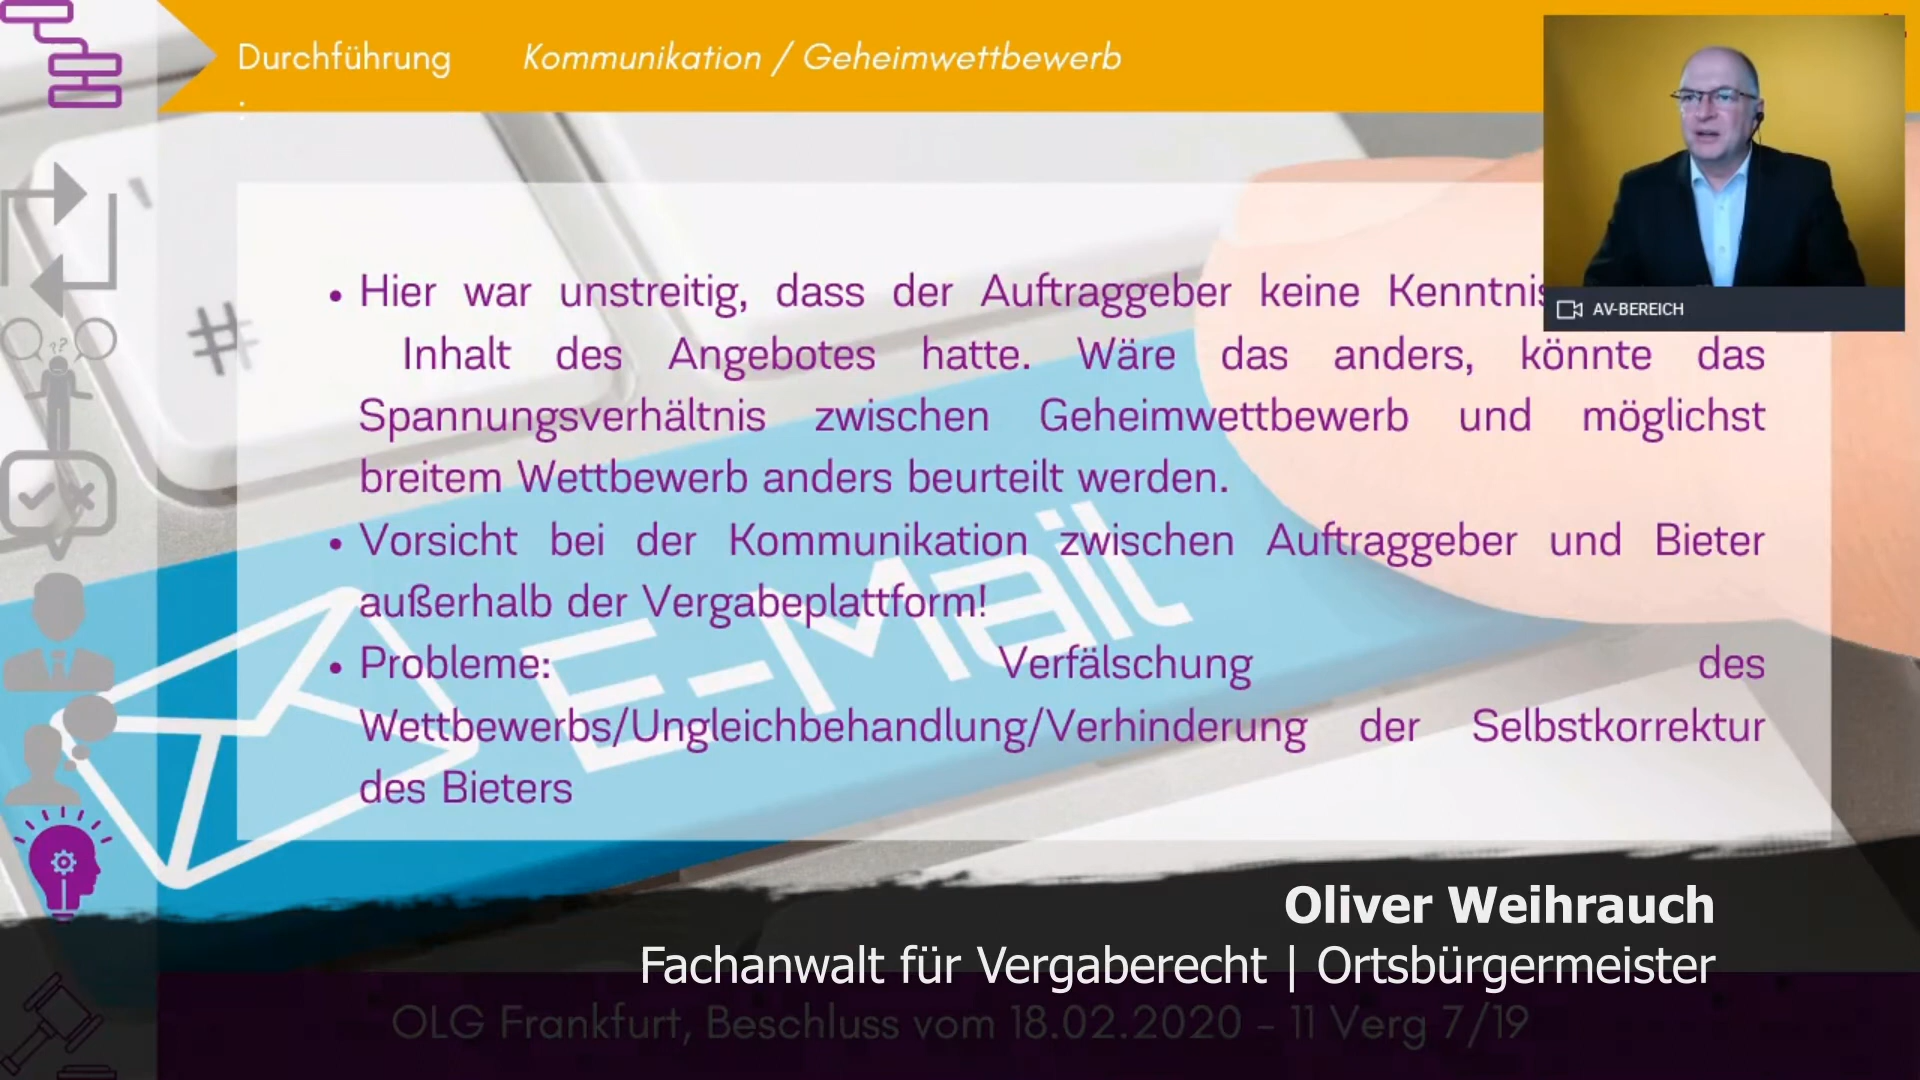 Durchführung Kommunikation / Geheimwettbewerb
:
AV-BEREICH
• Hier war unstreitig, dass der Auftraggeber keine
Inhalt des Angebotes hatte. Wäre das anders, könnte das
Spannungsverhältnis zwischen Geheimwettbewerb und möglichst
breitem Wettbewerb anders beurteilt werden.
• Vorsicht bei der Kommunikation zwischen Auftraggeber und Bieter
außerhalb der Vergabeplattform!
• Probleme: Verfälschung des
Wettbewerbs/Ungleichbehandlung/Verhinderung der Selbstkorrektur
des Bieters
#
'
E-Mail
??
Oliver Weihrauch
Fachanwalt für Vergaberecht | Ortsbürgermeister
OLG Frankfurt, Beschluss vom 18.02.2020 – 11 Verg 7/19